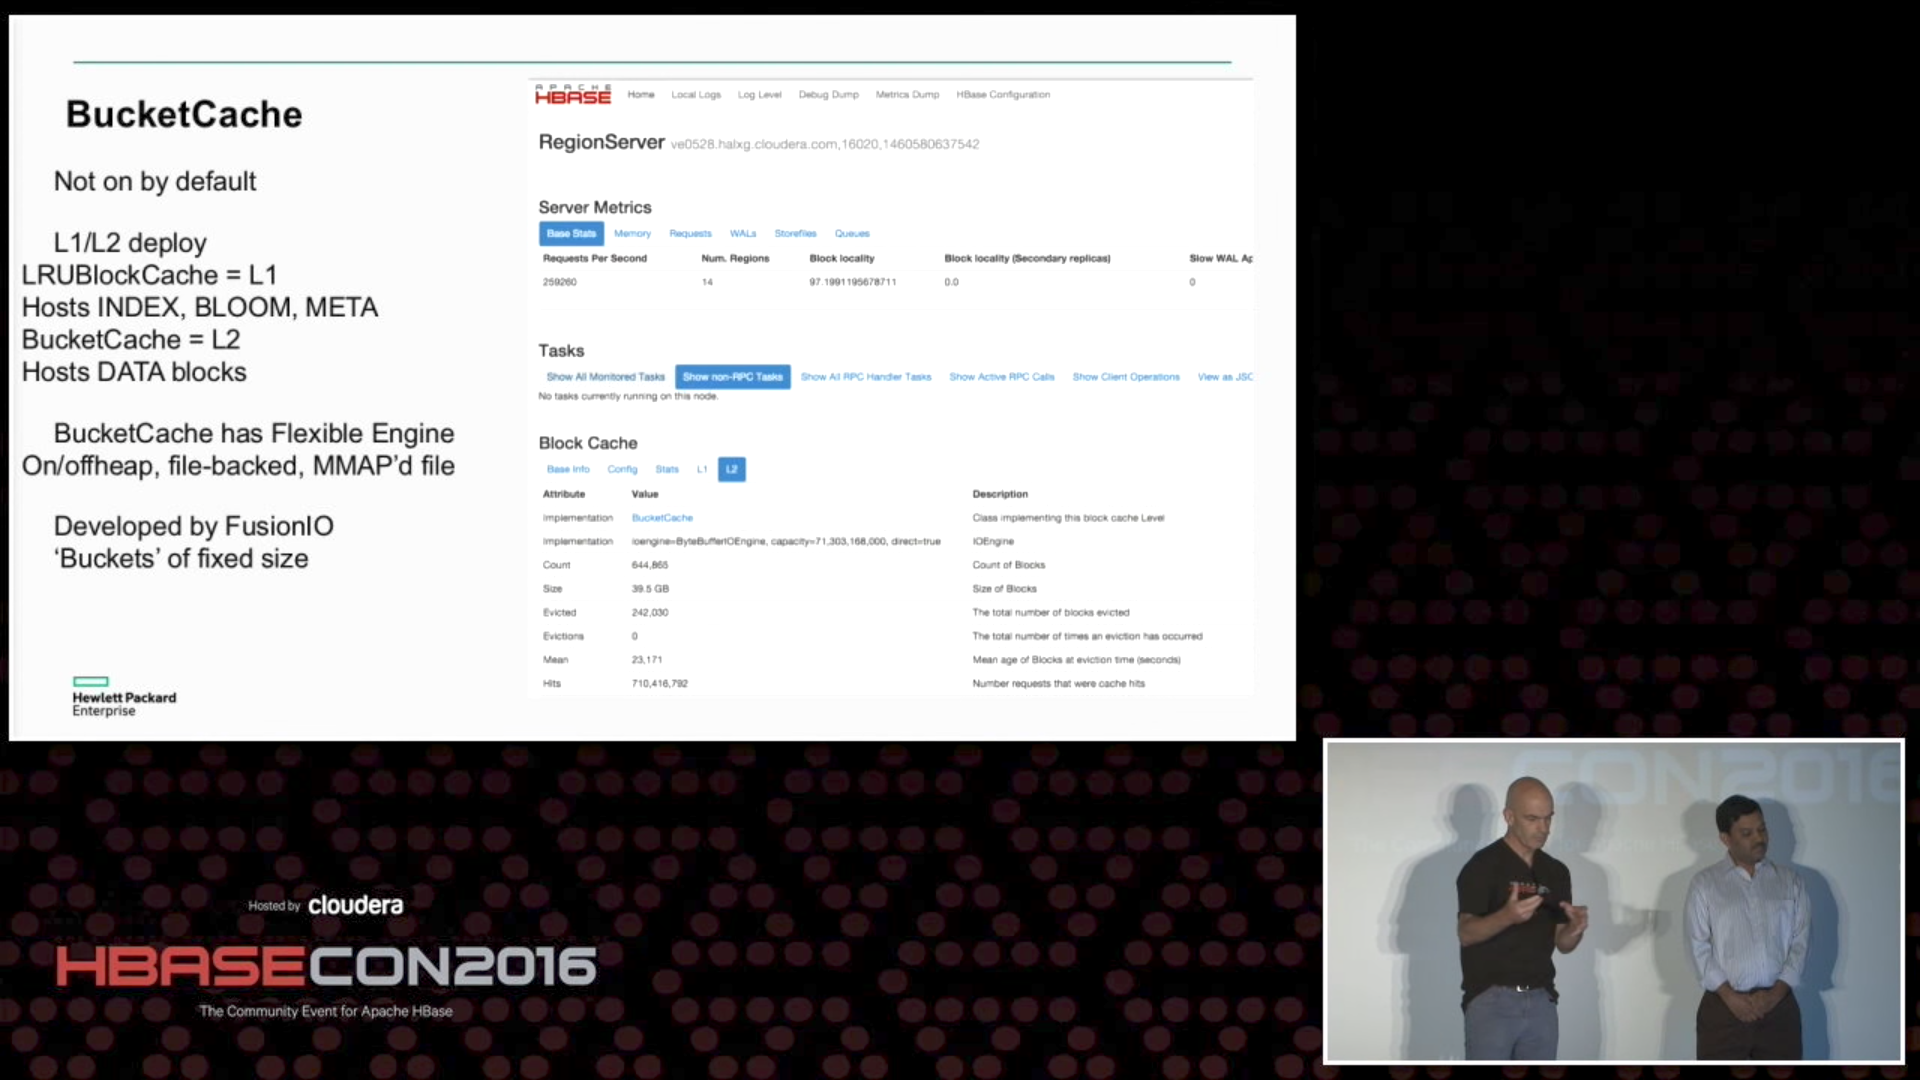 BucketCache
Not on by default
L1/L2 deploy
LRUBlockCache = L1
Hosts INDEX, BLOOM, META
BucketCache = L2
Hosts DATA blocks
BucketCache has Flexible Engine
On/offheap, file-backed, MMAP’d file
Developed by FusionIO
‘Buckets’ of fixed size
Hewlett Packard
Enterprise
APACHE
HBASE Home Local Logs Log Level Debug Dump Metrics Dump HBase Configuration
RegionServer ve0528.halxg.cloudera.com,16020,1460580637542
Server Metrics
Base Stats Memory Requests WALs Storefiles Queues
Requests Per Second Num. Regions Block locality Block locality (Secondary replicas) Slow WAL Ap
259260 14 97.1991195678711 0.0 0
Tasks
Show All Monitored Tasks Show non-RPC Tasks Show All RPC Handler Tasks Show Active RPC Calls Show Client Operations View as JSC
No tasks currently running on this node.
Block Cache
Base Info Config Stats L1 L2
Attribute Value Description
Implementation BucketCache Class implementing this block cache Level
Implementation ioengine=ByteBufferIOEngine, capacity=71,303,168,000, direct=true IOEngine
Count 644,865 Count of Blocks
Size 39.5 GB Size of Blocks
Evicted 242,030 The total number of blocks evicted
Evictions 0 The total number of times an eviction has occurred
Mean 23,171 Mean age of Blocks at eviction time (seconds)
Hits 710,416,792 Number requests that were cache hits
CON2016
Hosted by cloudera
HBASECON2016
The Community Event for Apache HBase